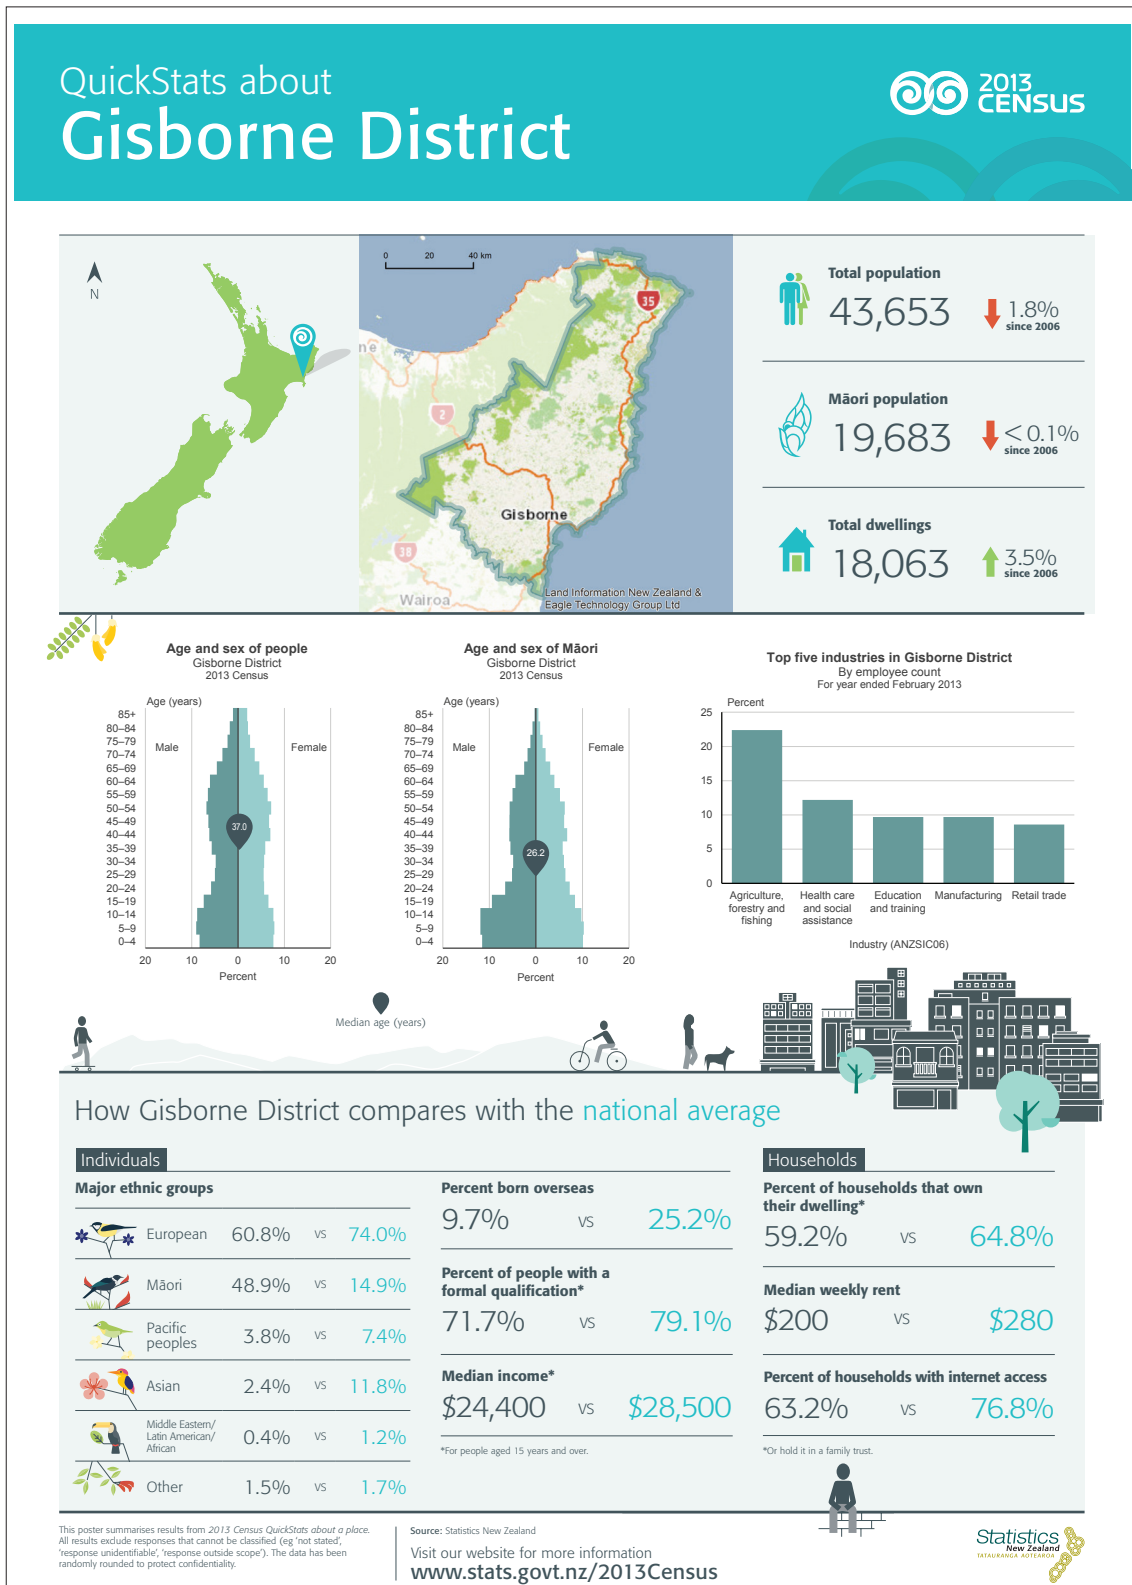 QuickStats about
Gisborne District
2013
CENSUS
N
0 20 40 km
35
ne
2
Gisborne
38
Wairoa
Land Information New Zealand &
Eagle Technology Group Ltd
Total population
43,653
1.8%
since 2006
Māori population
19,683
< 0.1%
since 2006
Total dwellings
18,063
3.5%
since 2006
Age and sex of people
Gisborne District
2013 Census
Age (years)
85+
80–84
75–79
70–74
65–69
60–64
55–59
50–54
45–49
40–44
35–39
30–34
25–29
20–24
15–19
10–14
5–9
0–4
Male
Female
37.0
20 10 0 10 20
Percent
Age and sex of Māori
Gisborne District
2013 Census
Age (years)
85+
80–84
75–79
70–74
65–69
60–64
55–59
50–54
45–49
40–44
35–39
30–34
25–29
20–24
15–19
10–14
5–9
0–4
Male
Female
26.2
20 10 0 10 20
Percent
Top five industries in Gisborne District
By employee count
For year ended February 2013
Percent
25
20
15
10
5
0
Agriculture,
forestry and
fishing
Health care
and social
assistance
Education
and training
Manufacturing
Retail trade
Industry (ANZSIC06)
Median age (years)
How Gisborne District compares with the national average
Individuals
Major ethnic groups
European 60.8% VS 74.0%
Māori 48.9% VS 14.9%
Pacific
peoples
3.8% VS 7.4%
Asian 2.4% VS 11.8%
Middle Eastern/
Latin American/
African
0.4% VS 1.2%
Other 1.5% VS 1.7%
Percent born overseas
9.7% VS 25.2%
Percent of people with a
formal qualification*
71.7% VS 79.1%
Median income*
$24,400 VS $28,500
*For people aged 15 years and over.
Households
Percent of households that own
their dwelling*
59.2% VS 64.8%
Median weekly rent
$200 VS $280
Percent of households with internet access
63.2% VS 76.8%
*Or hold it in a family trust.
This poster summarises results from 2013 Census QuickStats about a place.
All results exclude responses that cannot be classified (eg 'not stated',
'response unidentifiable', 'response outside scope'). The data has been
randomly rounded to protect confidentiality.
Source: Statistics New Zealand
Visit our website for more information
www.stats.govt.nz/2013Census
Statistics
New Zealand
TATAURANGA AOTEAROA